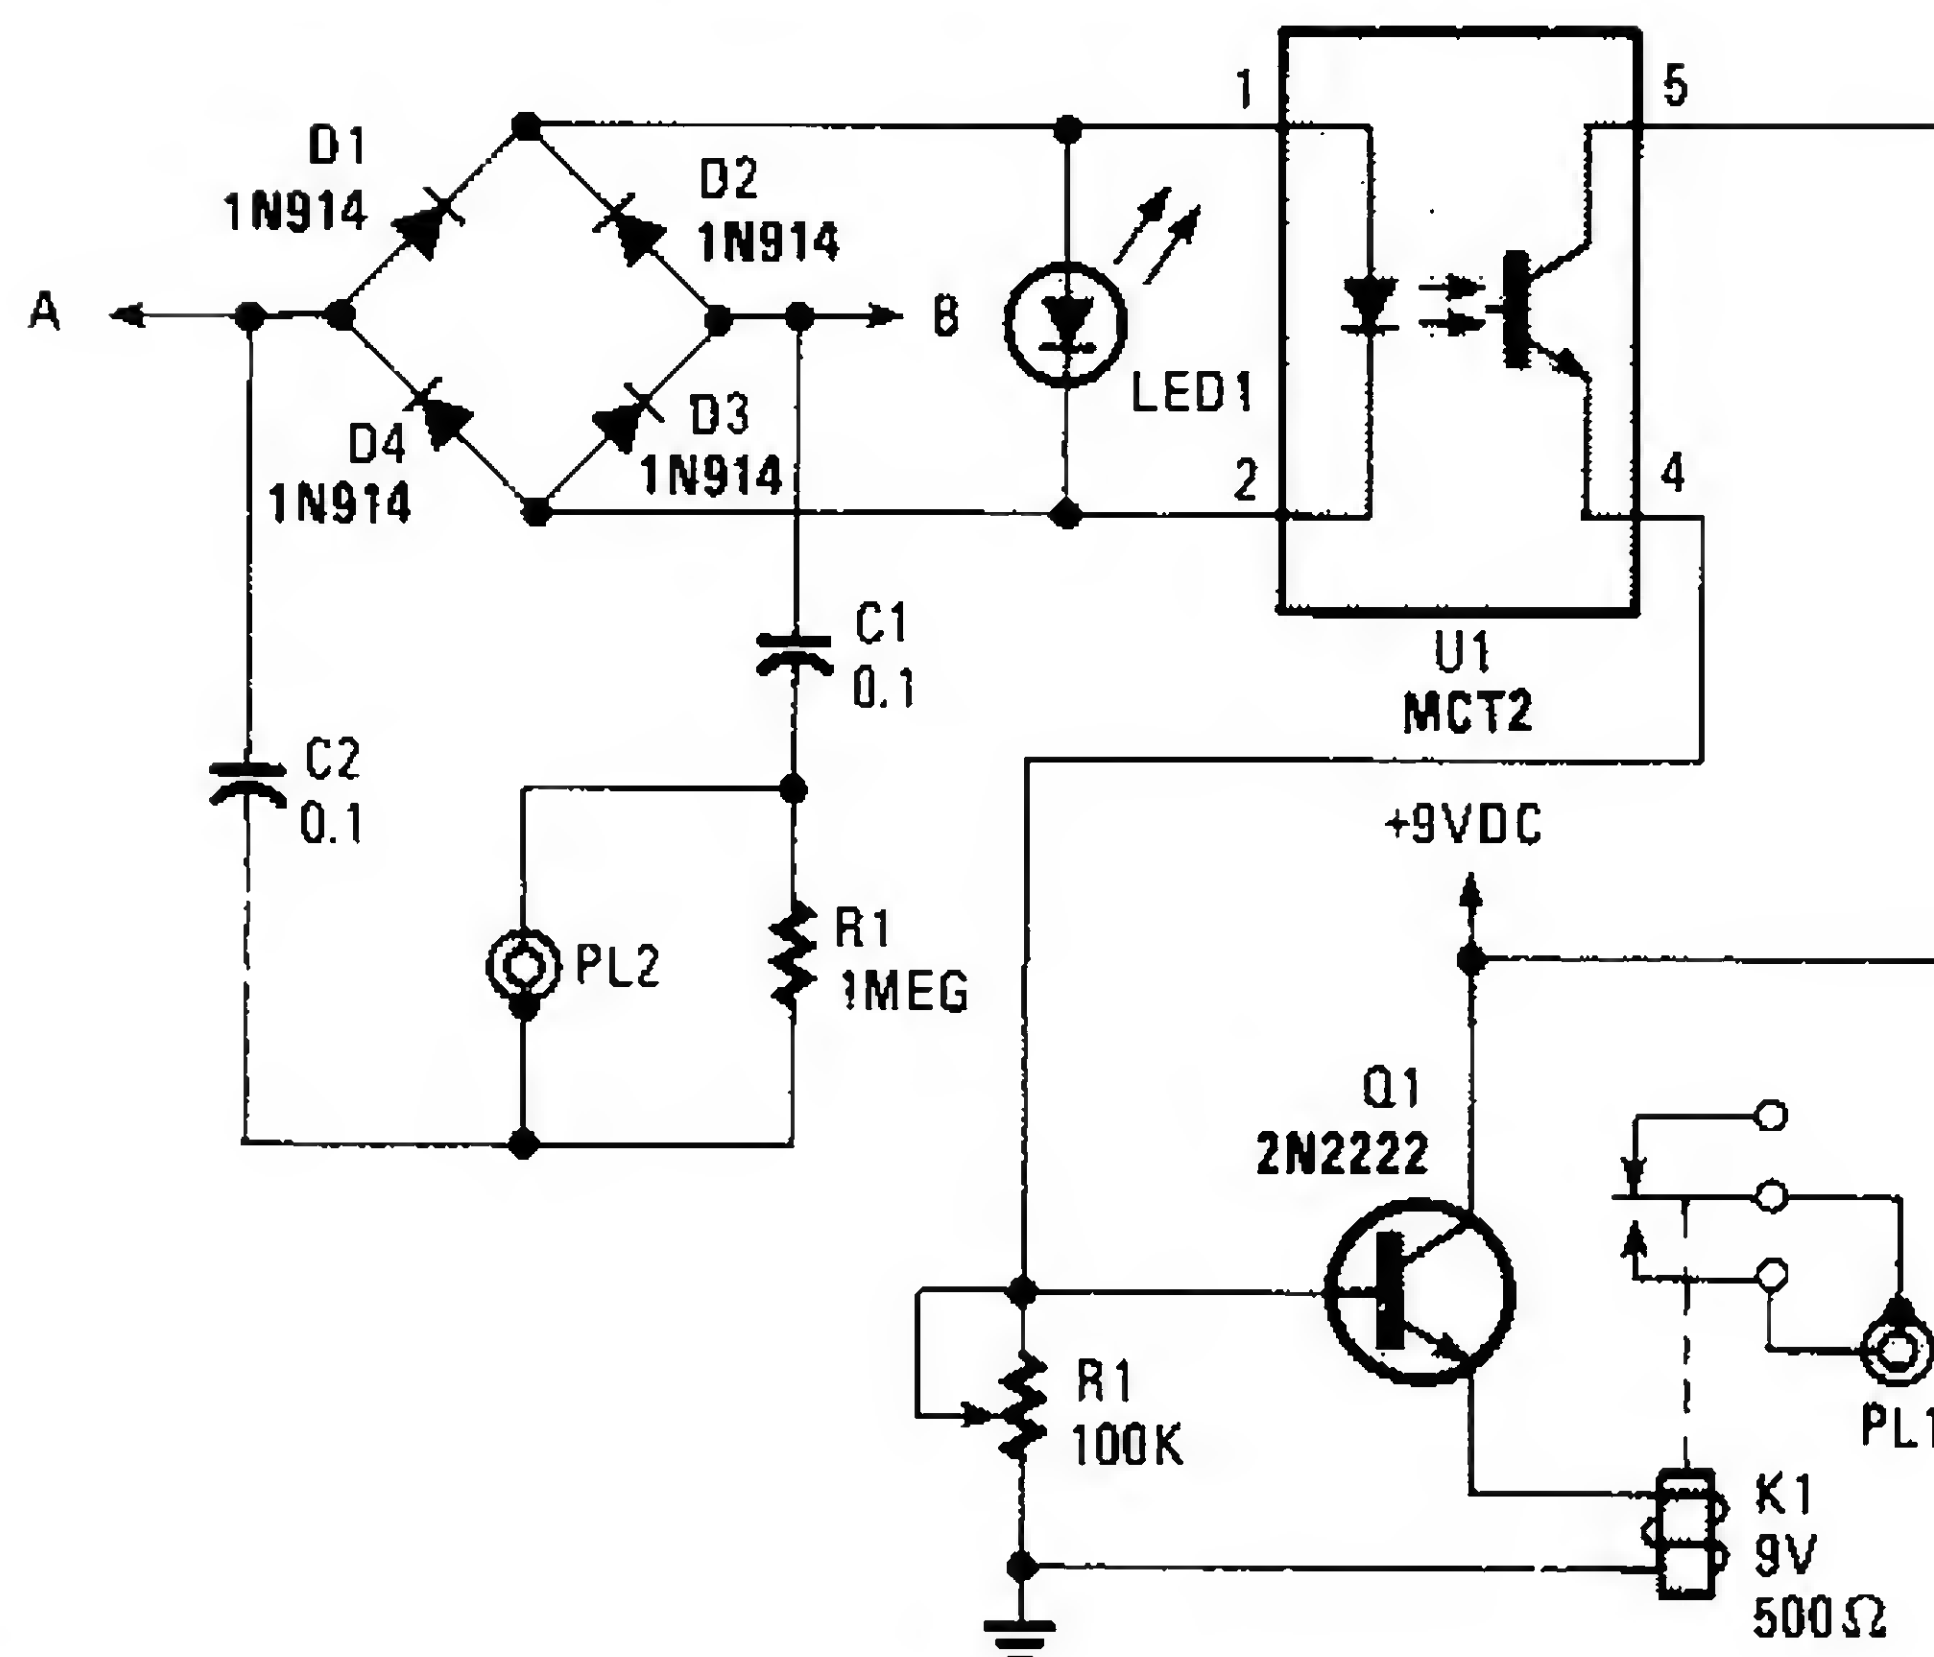 D1
1N914
D2
1N914
A
B
D4
1N914
D3
1N914
LED1
1
2
5
4
U1
MCT2
C1
0.1
C2
0.1
PL2
R1
1MEG
+9VDC
Q1
2N2222
R1
100K
PL1
K1
9V
500Ω